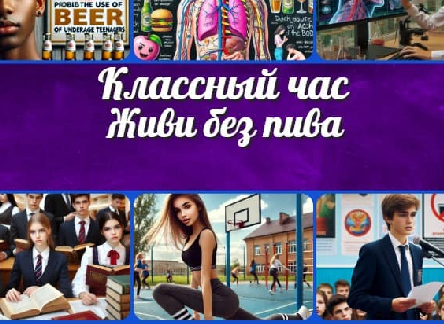 PROHIBIT THE USE OF
BEER
OF UNDERAGE TEENAGERS
Классный час
Живи без пива